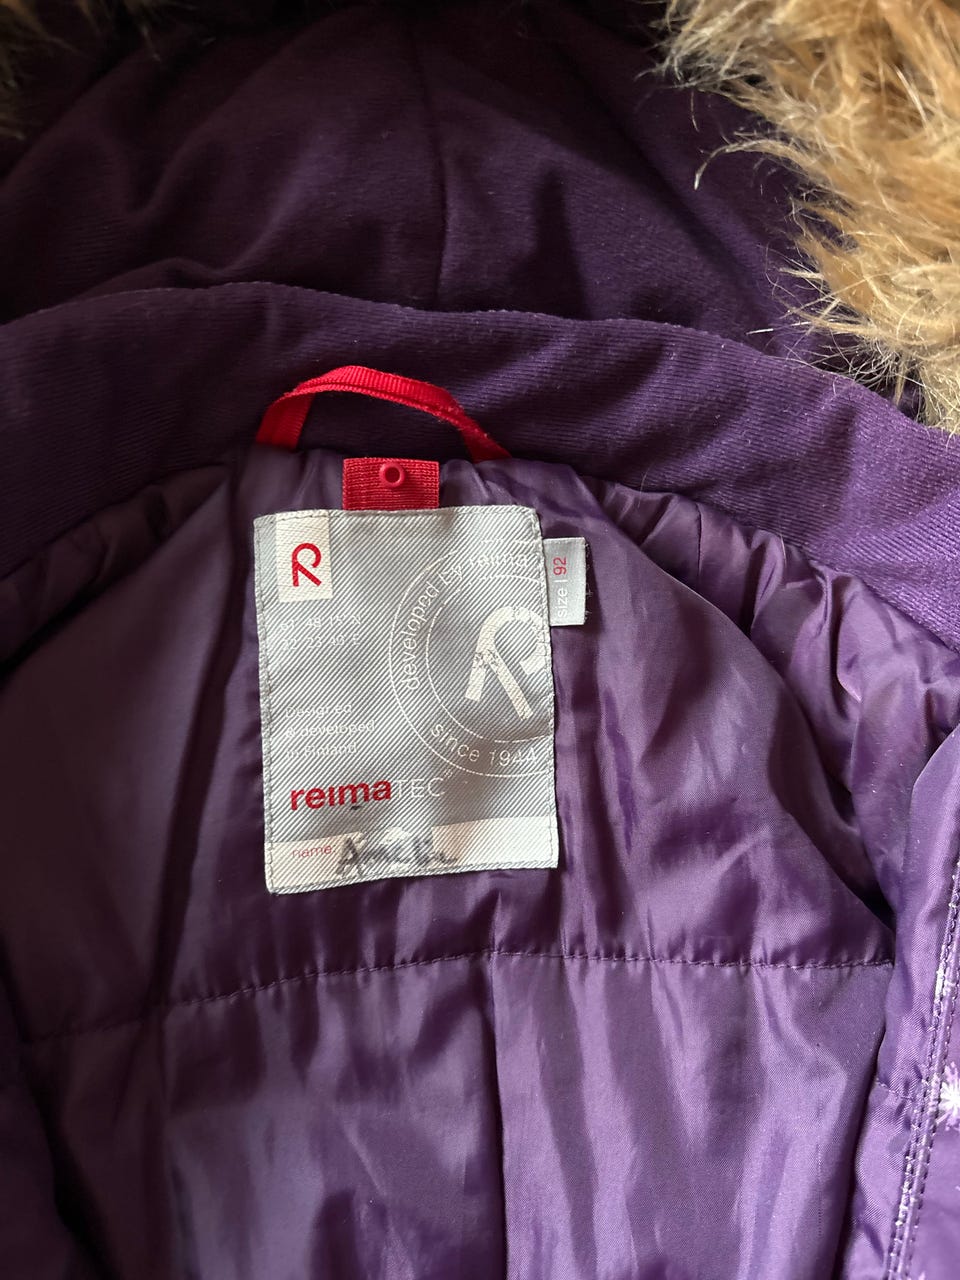 R
developed by reima
since 1944
R
size | 92
Designed
& developed
in Finland
reimaTEC
name: